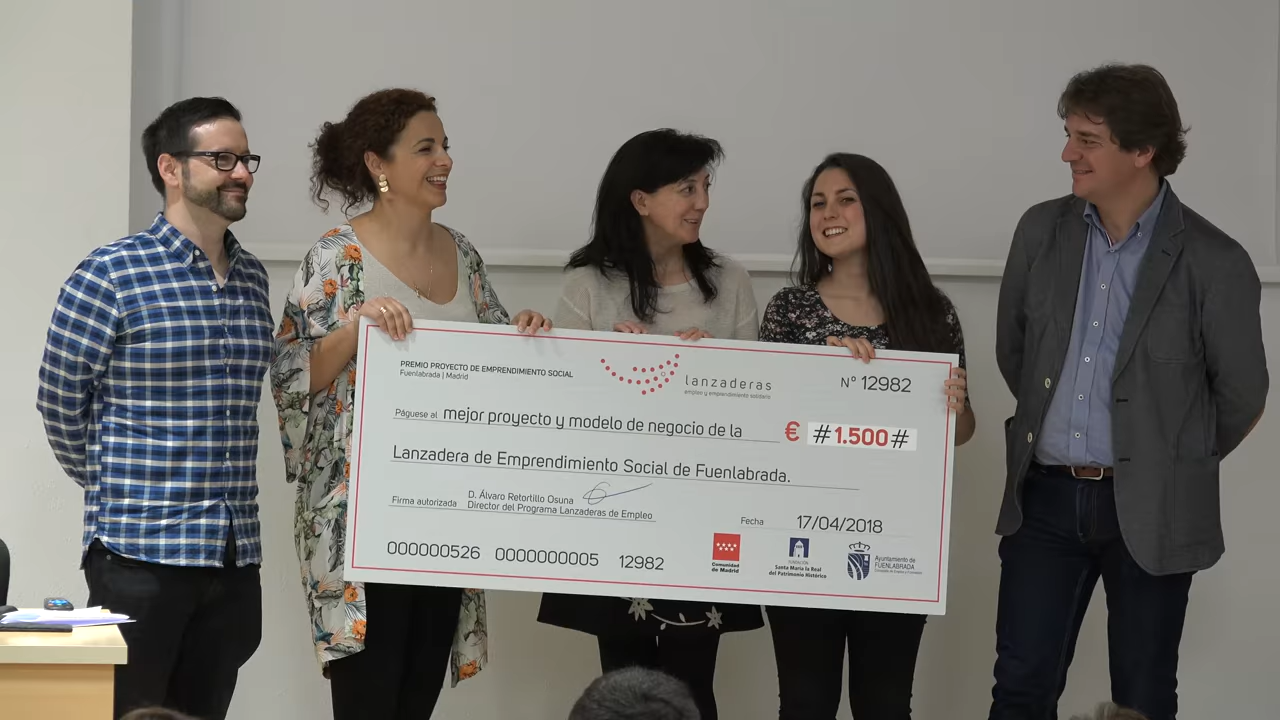 PREMIO PROYECTO DE EMPRENDIMIENTO SOCIAL
Fuenlabrada | Madrid
lanzaderas
empleo y emprendimiento solidario
Nº 12982
Páguese al mejor proyecto y modelo de negocio de la € #1.500#
Lanzadera de Emprendimiento Social de Fuenlabrada.
Firma autorizada D. Álvaro Retortillo Osuna
Director del Programa Lanzaderas de Empleo
Fecha 17/04/2018
000000526 0000000005 12982
Comunidad
de Madrid
FUNDACIÓN
Santa María la Real
del Patrimonio Histórico
Ayuntamiento de
FUENLABRADA